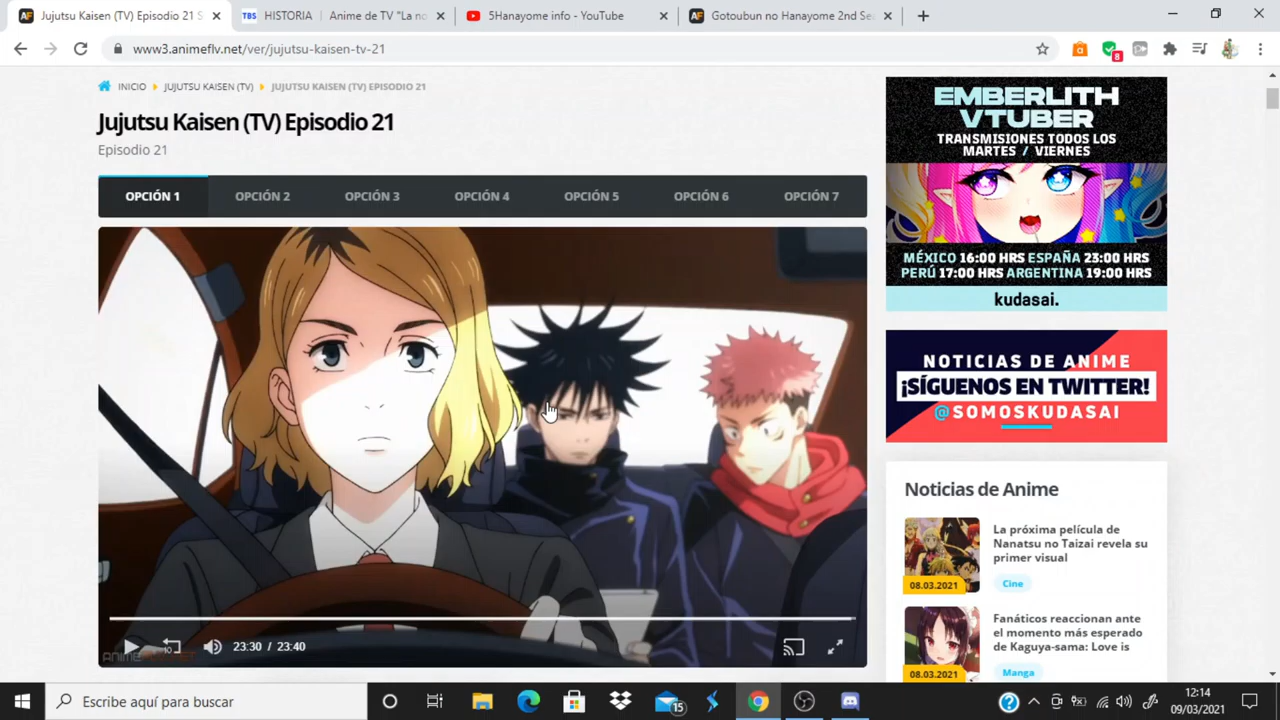 Jujutsu Kaisen (TV) Episodio 21 S
TBS HISTORIA | Anime de TV "La no
5Hanayome info - YouTube
Gotoubun no Hanayome 2nd Sea
www3.animeflv.net/ver/jujutsu-kaisen-tv-21
8
INICIO JUJUTSU KAISEN (TV) JUJUTSU KAISEN (TV) EPISODIO 21
Jujutsu Kaisen (TV) Episodio 21
Episodio 21
OPCIÓN 1 OPCIÓN 2 OPCIÓN 3 OPCIÓN 4 OPCIÓN 5 OPCIÓN 6 OPCIÓN 7
10
23:30 / 23:40
EMBERLITH
VTUBER
TRANSMISIONES TODOS LOS
MARTES / VIERNES
MÉXICO 16:00 HRS ESPAÑA 23:00 HRS
PERÚ 17:00 HRS ARGENTINA 19:00 HRS
kudasai.
NOTICIAS DE ANIME
¡SÍGUENOS EN TWITTER!
@SOMOSKUDASAI
Noticias de Anime
La próxima película de
Nanatsu no Taizai revela su
primer visual
08.03.2021
Cine
Fanáticos reaccionan ante
el momento más esperado
de Kaguya-sama: Love is
08.03.2021
Manga
Escribe aquí para buscar
15
12:14
09/03/2021